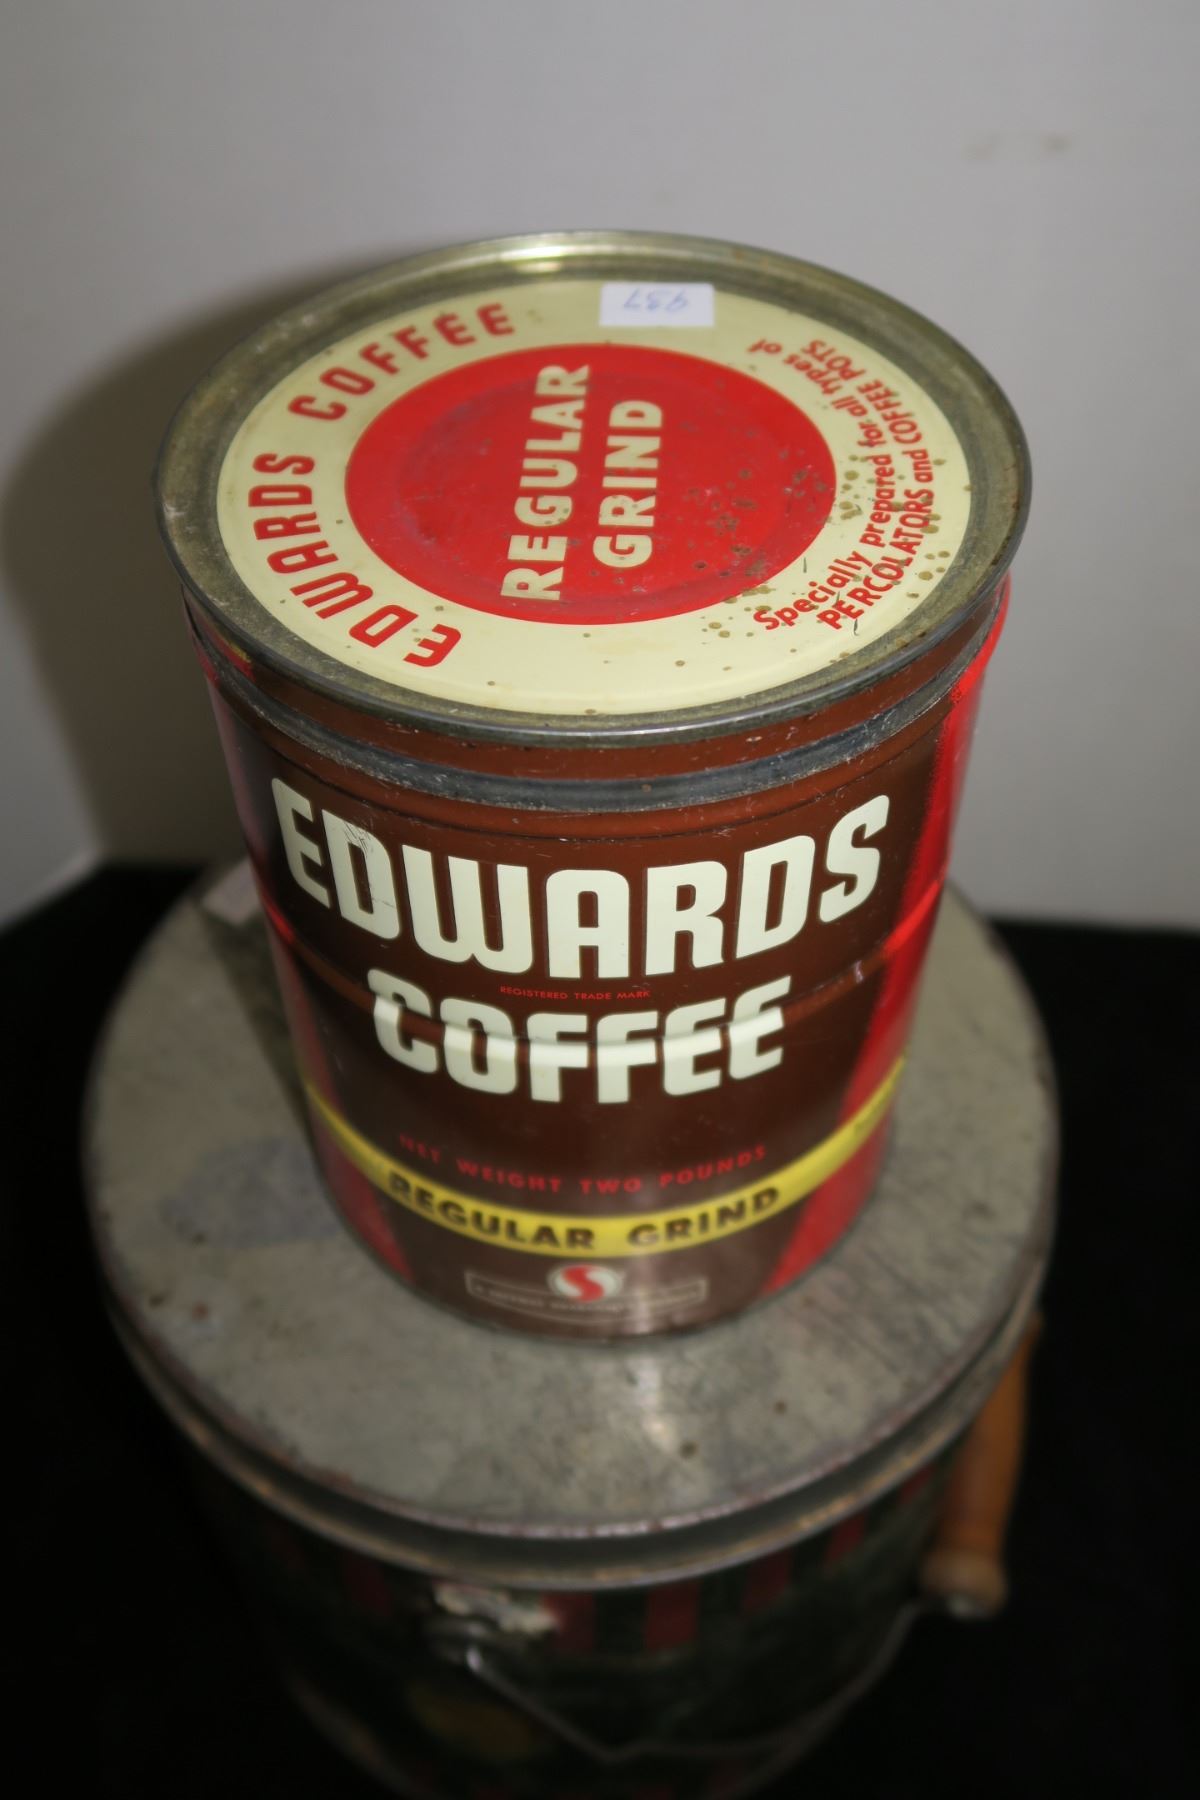 937
EDWARDS COFFEE
REGULAR
GRIND
Specially prepared for all types of
PERCOLATORS and COFFEE POTS
EDWARDS
REGISTERED TRADE MARK
COFFEE
NET WEIGHT TWO POUNDS
REGULAR GRIND
S